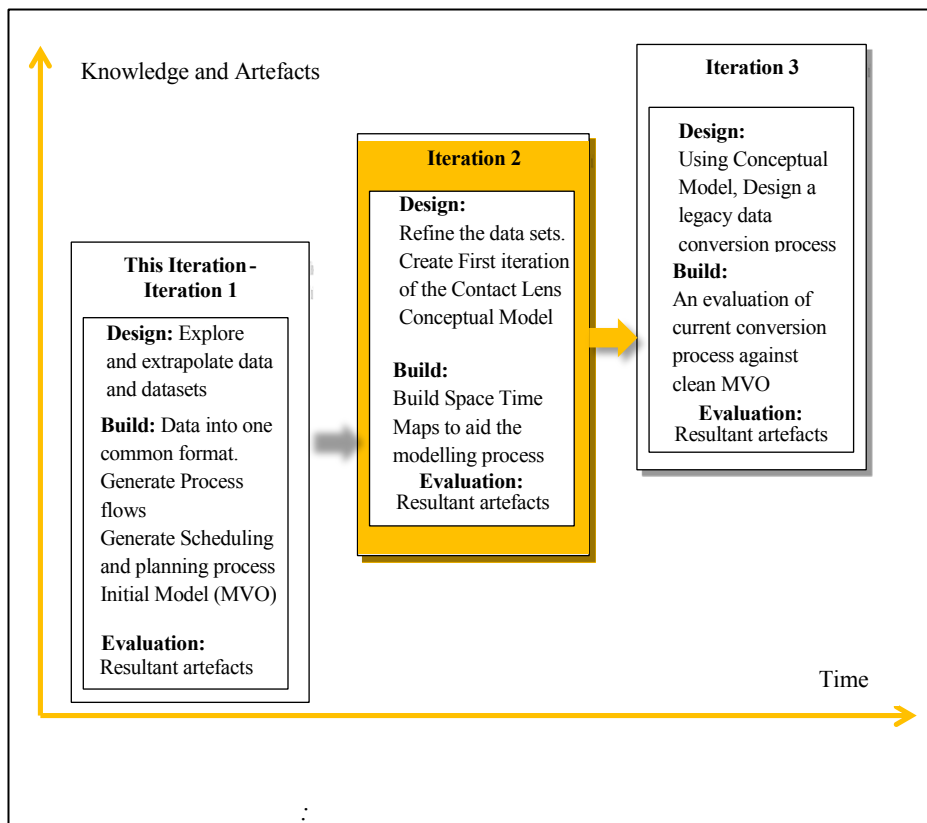 Knowledge and Artefacts
This Iteration-
Iteration 1
Design: Explore
and extrapolate data
and datasets
Build: Data into one
common format.
Generate Process
flows
Generate Scheduling
and planning process
Initial Model (MVO)
Evaluation:
Resultant artefacts
Iteration 2
Design:
Refine the data sets.
Create First iteration
of the Contact Lens
Conceptual Model
Build:
Build Space Time
Maps to aid the
modelling process
Evaluation:
Resultant artefacts
Iteration 3
Design:
Using Conceptual
Model, Design a
legacy data
conversion process
Build:
An evaluation of
current conversion
process against
clean MVO
Evaluation:
Resultant artefacts
Time
: